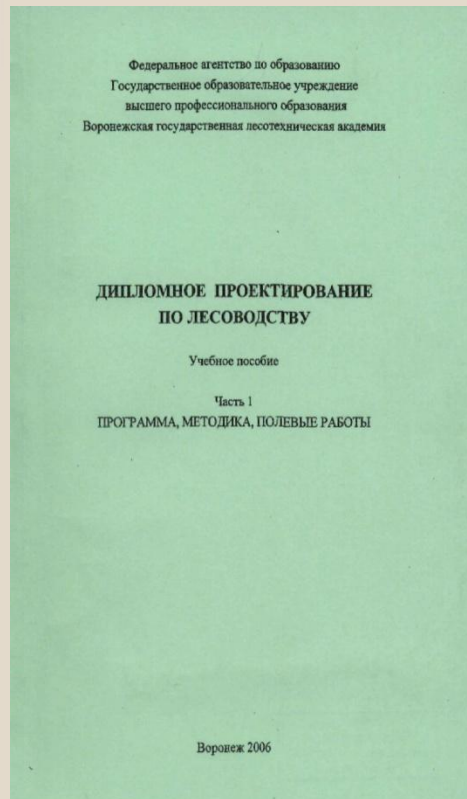 Федеральное агентство по образованию
Государственное образовательное учреждение
высшего профессионального образования
Воронежская государственная лесотехническая академия
ДИПЛОМНОЕ ПРОЕКТИРОВАНИЕ
ПО ЛЕСОВОДСТВУ
Учебное пособие
Часть 1
ПРОГРАММА, МЕТОДИКА, ПОЛЕВЫЕ РАБОТЫ
Воронеж 2006